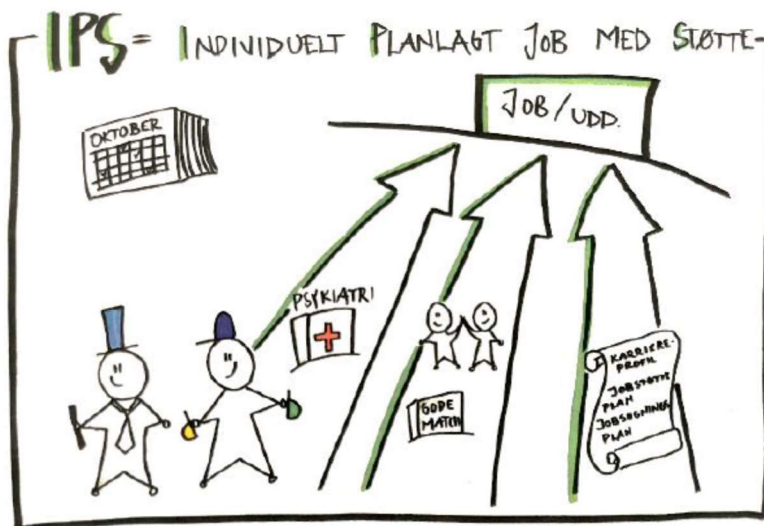 IPS = INDIVIDUELT PLANLAGT JOB MED STØTTE-
OKTOBER
JOB/UDD.
PSYKIATRI
GODE
MATCH
KARRIERE-
PROFIL
JOBSTØTTE
PLAN
JOBSØGNINGS
PLAN